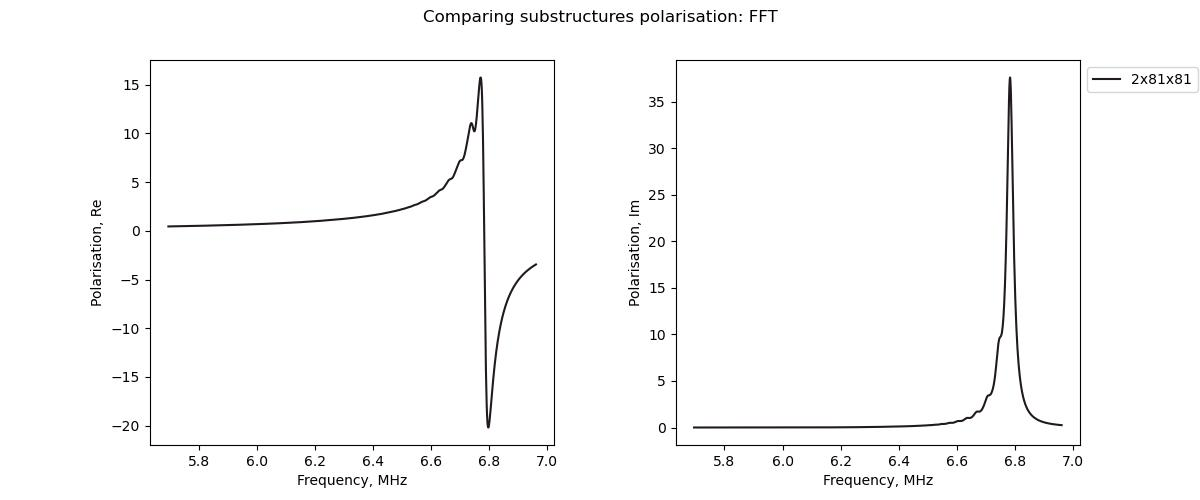 Comparing substructures polarisation: FFT
Polarisation, Re
15
10
5
0
−5
−10
−15
−20
5.8 6.0 6.2 6.4 6.6 6.8 7.0
Frequency, MHz
Polarisation, Im
35
30
25
20
15
10
5
0
5.8 6.0 6.2 6.4 6.6 6.8 7.0
Frequency, MHz
2x81x81